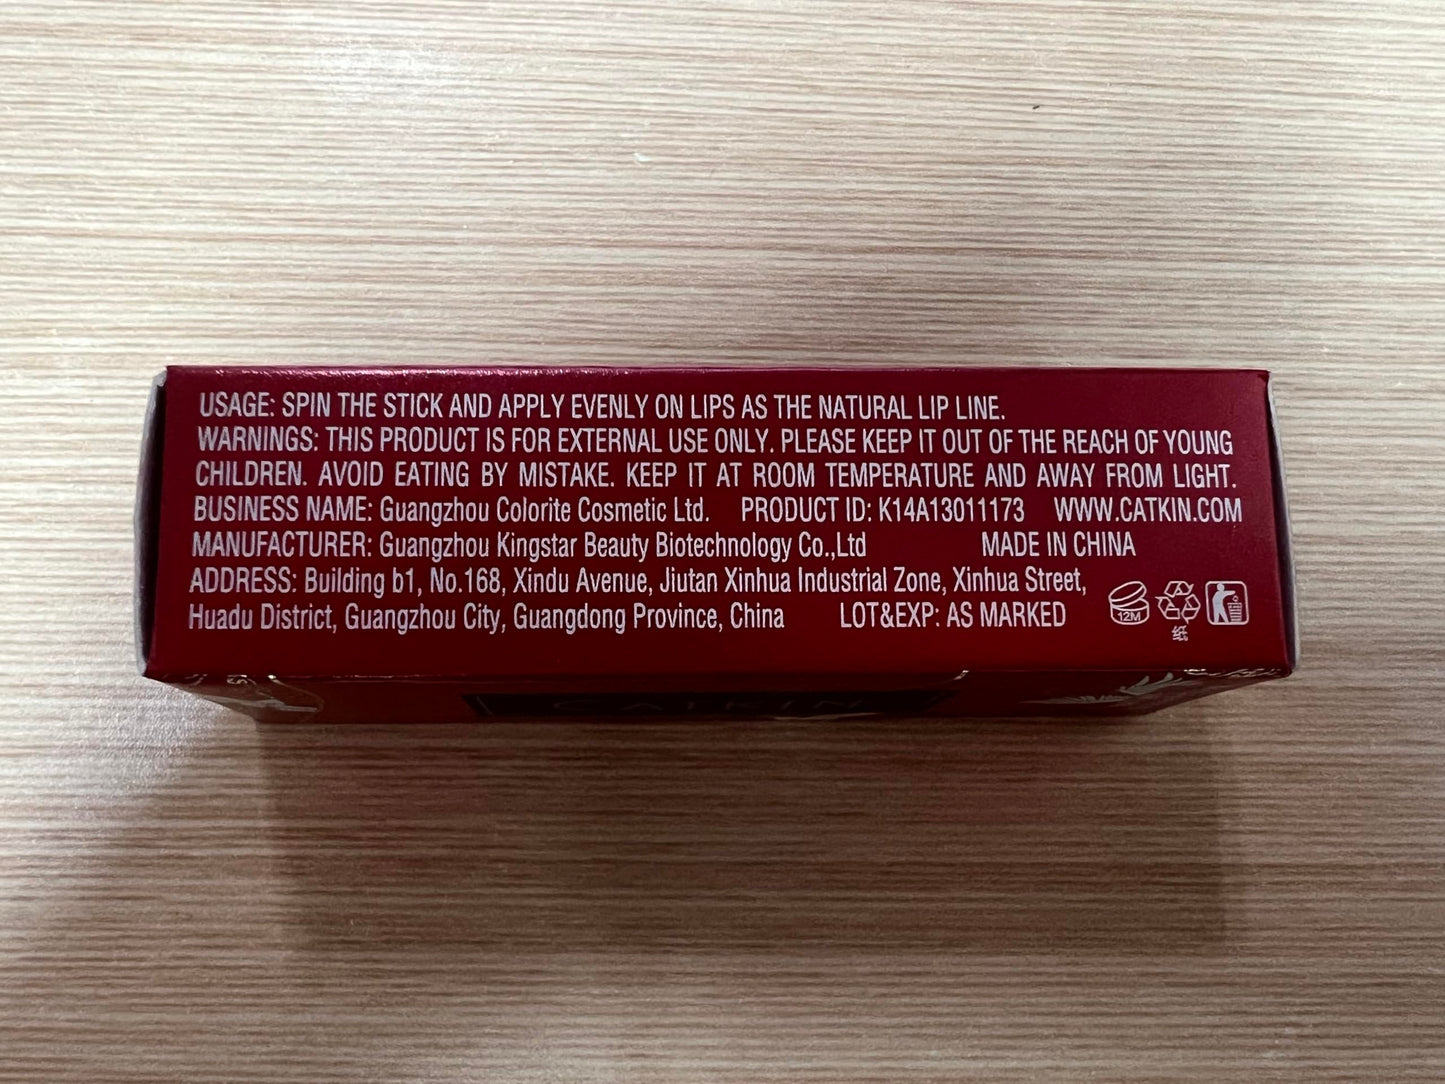 USAGE: SPIN THE STICK AND APPLY EVENLY ON LIPS AS THE NATURAL LIP LINE.
WARNINGS: THIS PRODUCT IS FOR EXTERNAL USE ONLY. PLEASE KEEP IT OUT OF THE REACH OF YOUNG
CHILDREN. AVOID EATING BY MISTAKE. KEEP IT AT ROOM TEMPERATURE AND AWAY FROM LIGHT.
BUSINESS NAME: Guangzhou Colorite Cosmetic Ltd. PRODUCT ID: K14A13011173 WWW.CATKIN.COM
MANUFACTURER: Guangzhou Kingstar Beauty Biotechnology Co.,Ltd MADE IN CHINA
ADDRESS: Building b1, No.168, Xindu Avenue, Jiutan Xinhua Industrial Zone, Xinhua Street,
Huadu District, Guangzhou City, Guangdong Province, China LOT&EXP: AS MARKED
12M
纸
CATKIN